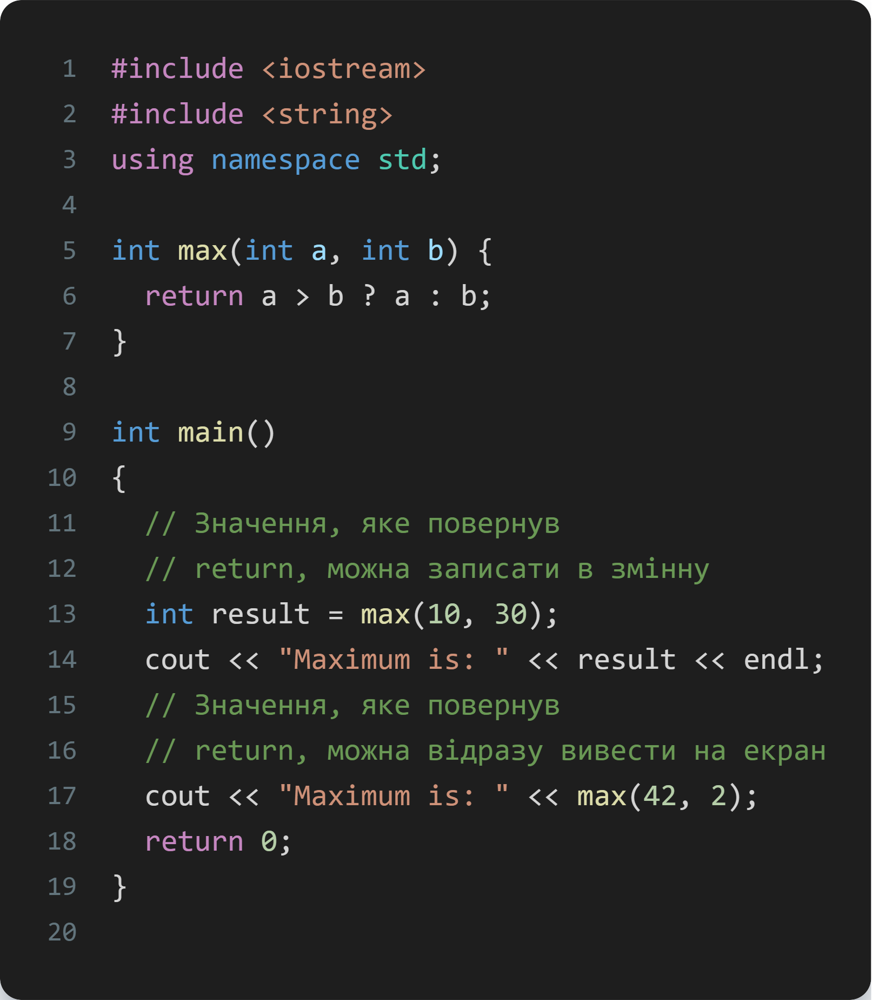 1 #include <iostream>
2 #include <string>
3 using namespace std;
4
5 int max(int a, int b) {
6   return a > b ? a : b;
7 }
8
9 int main()
10 {
11   // Значення, яке повернув
12   // return, можна записати в змінну
13   int result = max(10, 30);
14   cout << "Maximum is: " << result << endl;
15   // Значення, яке повернув
16   // return, можна відразу вивести на екран
17   cout << "Maximum is: " << max(42, 2);
18   return 0;
19 }
20